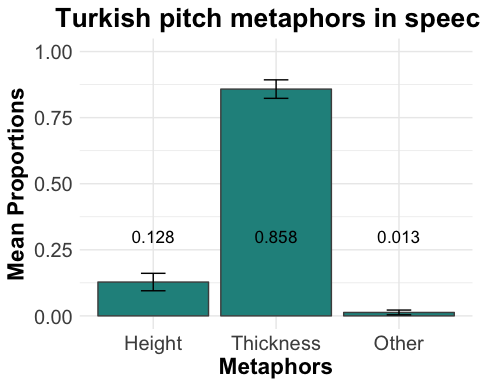 Turkish pitch metaphors in speec
1.00
0.75
0.50
0.25
0.00
Mean Proportions
0.128
0.858
0.013
Height
Thickness
Other
Metaphors